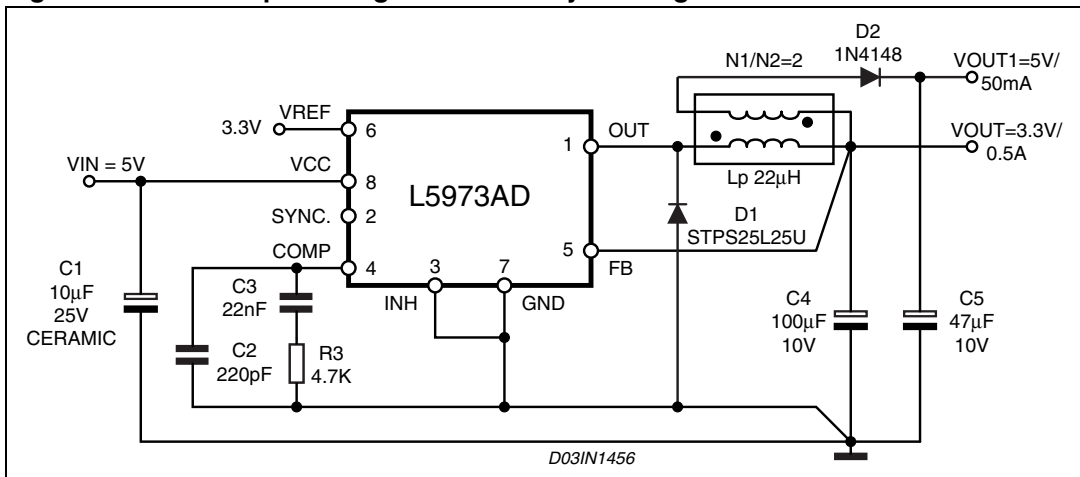 D2
1N4148
N1/N2=2
VOUT1=5V/
50mA
VREF
3.3V
6
OUT
1
VOUT=3.3V/
0.5A
VIN = 5V
VCC
8
L5973AD
Lp 22µH
SYNC.
2
D1
STPS25L25U
COMP
4
3
7
5
FB
INH
GND
C1
10µF
25V
CERAMIC
C3
22nF
C2
220pF
R3
4.7K
C4
100µF
10V
C5
47µF
10V
D03IN1456